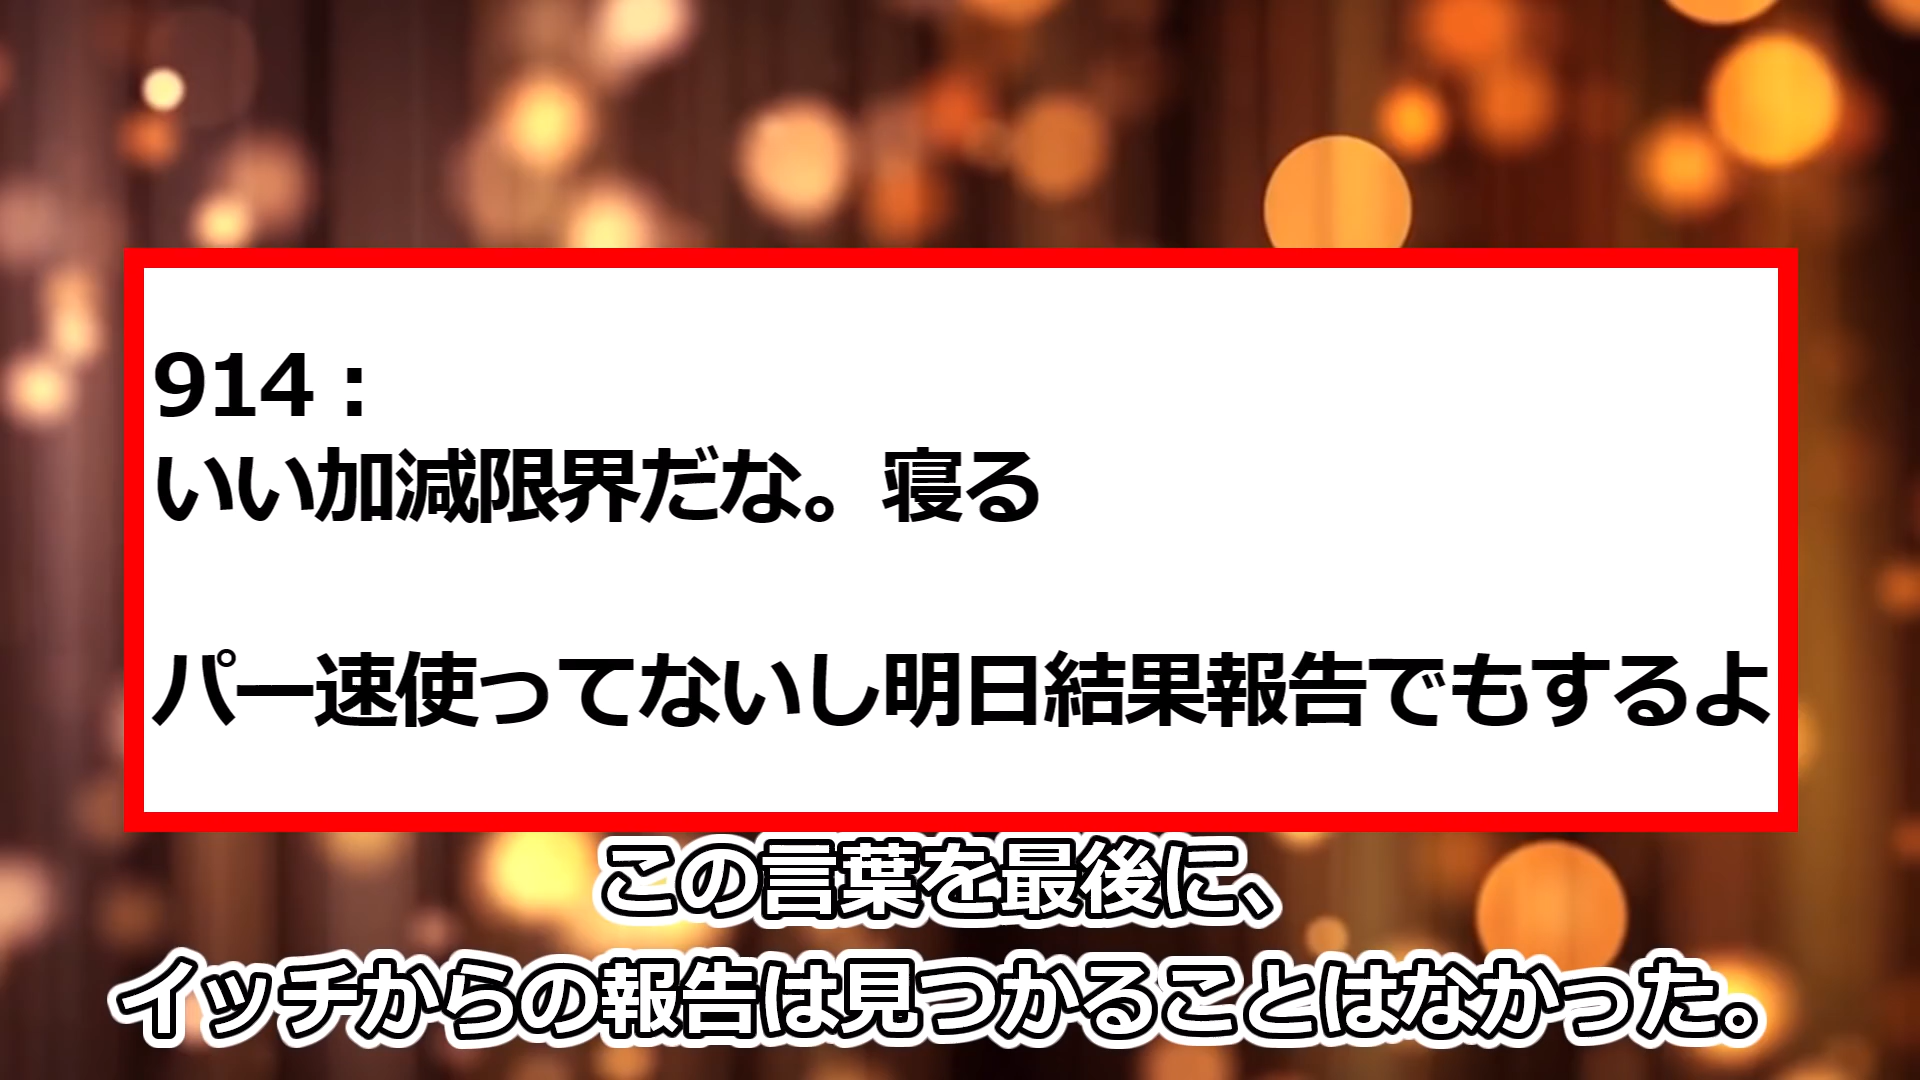 914：
いい加減限界だな。寝る
パー速使ってないし明日結果報告でもするよ
この言葉を最後に、
イッチからの報告は見つかることはなかった。